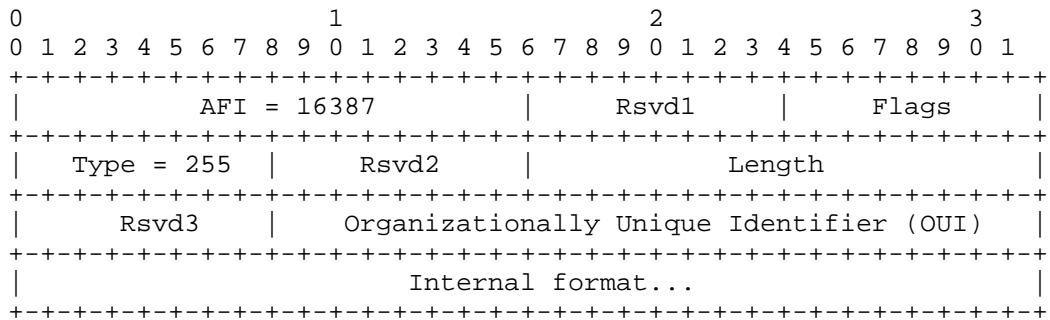 0                   1                   2                   3
0 1 2 3 4 5 6 7 8 9 0 1 2 3 4 5 6 7 8 9 0 1 2 3 4 5 6 7 8 9 0 1
+-+-+-+-+-+-+-+-+-+-+-+-+-+-+-+-+-+-+-+-+-+-+-+-+-+-+-+-+-+-+-+-+
|           AFI = 16387         |     Rsvd1     |     Flags     |
+-+-+-+-+-+-+-+-+-+-+-+-+-+-+-+-+-+-+-+-+-+-+-+-+-+-+-+-+-+-+-+-+
|   Type = 255  |     Rsvd2     |            Length             |
+-+-+-+-+-+-+-+-+-+-+-+-+-+-+-+-+-+-+-+-+-+-+-+-+-+-+-+-+-+-+-+-+
|      Rsvd3    |    Organizationally Unique Identifier (OUI)   |
+-+-+-+-+-+-+-+-+-+-+-+-+-+-+-+-+-+-+-+-+-+-+-+-+-+-+-+-+-+-+-+-+
|                        Internal format...                     |
+-+-+-+-+-+-+-+-+-+-+-+-+-+-+-+-+-+-+-+-+-+-+-+-+-+-+-+-+-+-+-+-+